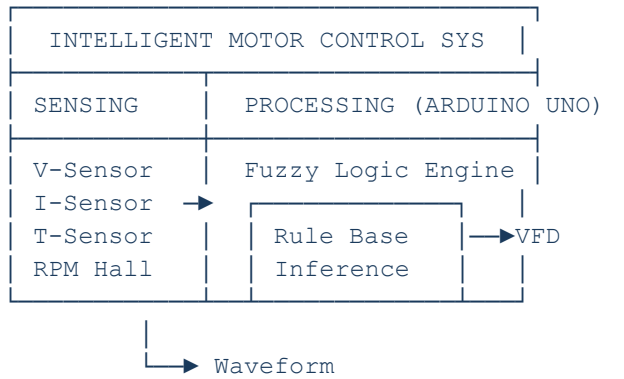 INTELLIGENT MOTOR CONTROL SYS
SENSING PROCESSING (ARDUINO UNO)
V-Sensor Fuzzy Logic Engine
I-Sensor
T-Sensor Rule Base VFD
RPM Hall Inference
Waveform